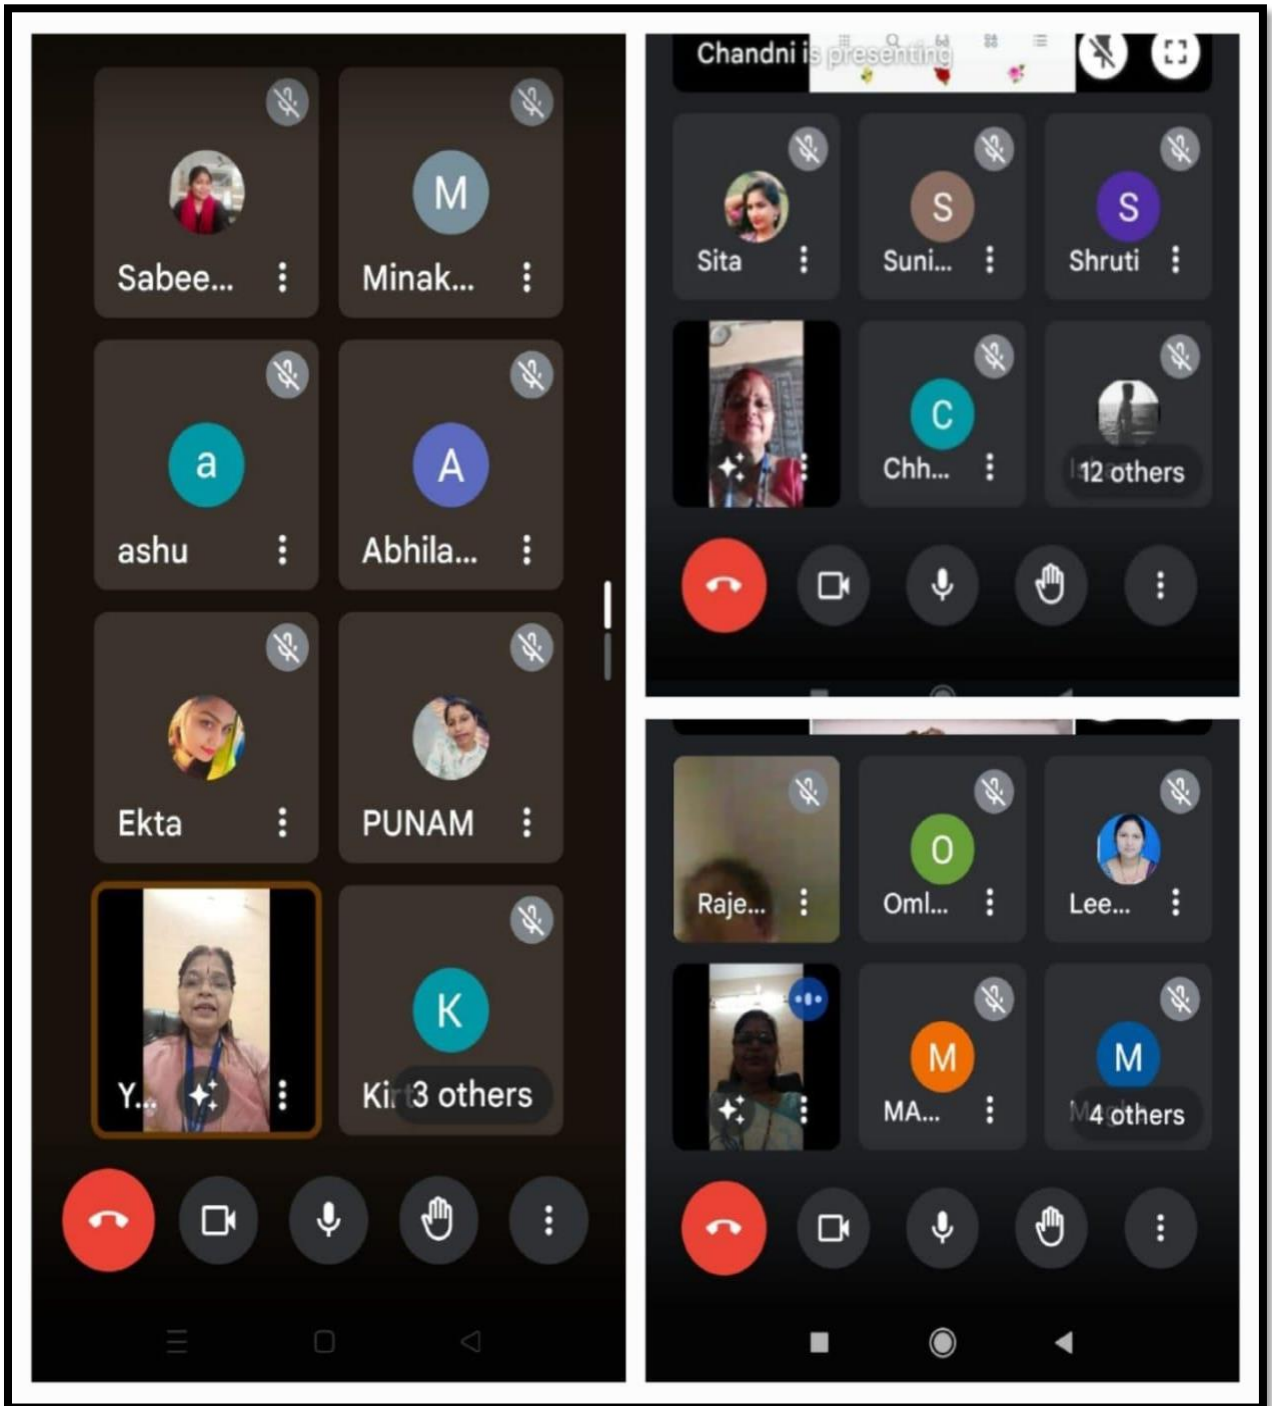 Sabee...
M
Minak...
a
ashu
A
Abhila...
Ekta
PUNAM
Y...
K
3 others
Chandni is presenting
Sita
S
Suni...
S
Shruti
C
Chh...
12 others
Raje...
O
Oml...
Lee...
M
MA...
M
4 others